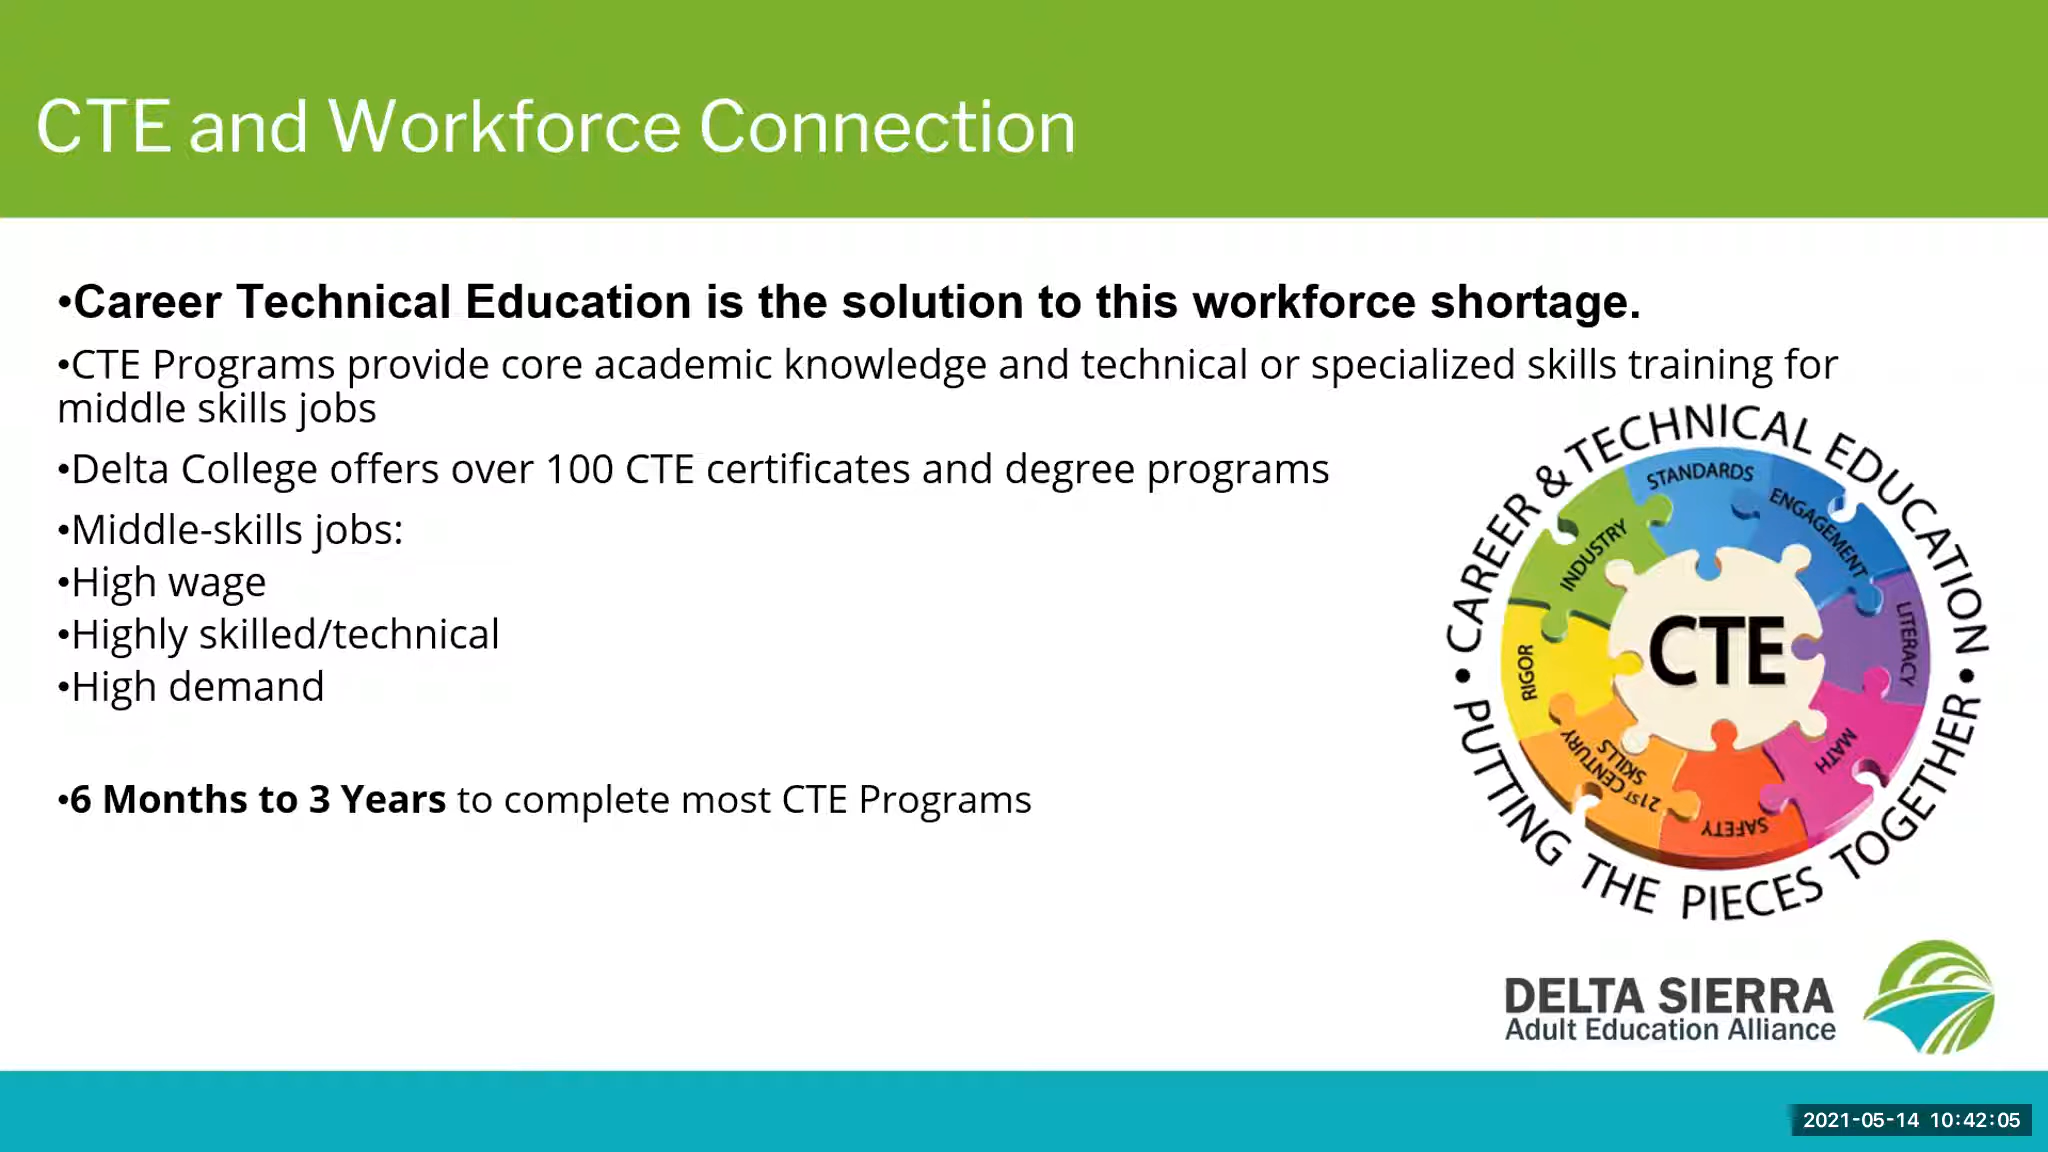 CTE and Workforce Connection
•Career Technical Education is the solution to this workforce shortage.
•CTE Programs provide core academic knowledge and technical or specialized skills training for
middle skills jobs
•Delta College offers over 100 CTE certificates and degree programs
•Middle-skills jobs:
•High wage
•Highly skilled/technical
•High demand
•6 Months to 3 Years to complete most CTE Programs
• CAREER & TECHNICAL EDUCATION •
PUTTING THE PIECES TOGETHER
STANDARDS
ENGAGEMENT
LITERACY
MATH
SAFETY
21ST CENTURY
SKILLS
RIGOR
INDUSTRY
CTE
DELTA SIERRA
Adult Education Alliance
2021-05-14 10:42:05